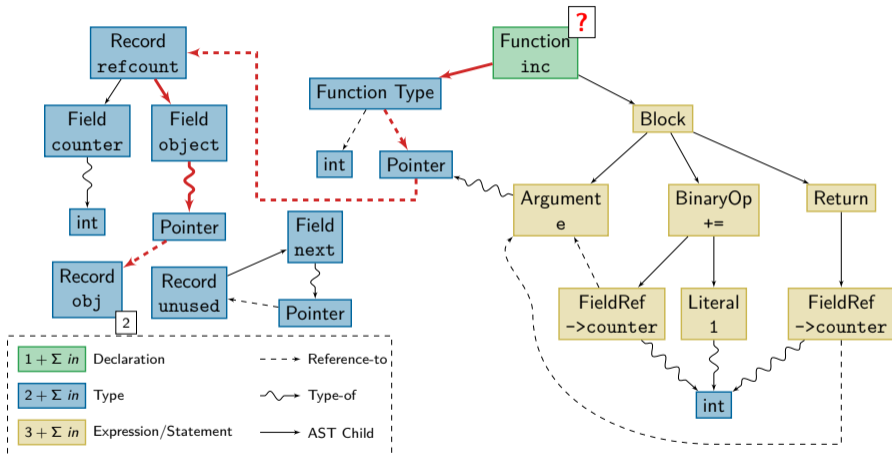 Record
refcount
Function
inc
?
Function Type
Field
counter
Field
object
Block
int
Pointer
Argument
e
BinaryOp
+=
Return
int
Pointer
Field
next
Record
obj
2
Record
unused
Pointer
FieldRef
->counter
Literal
1
FieldRef
->counter
int
1 + Σ in
Declaration
Reference-to
2 + Σ in
Type
Type-of
3 + Σ in
Expression/Statement
AST Child